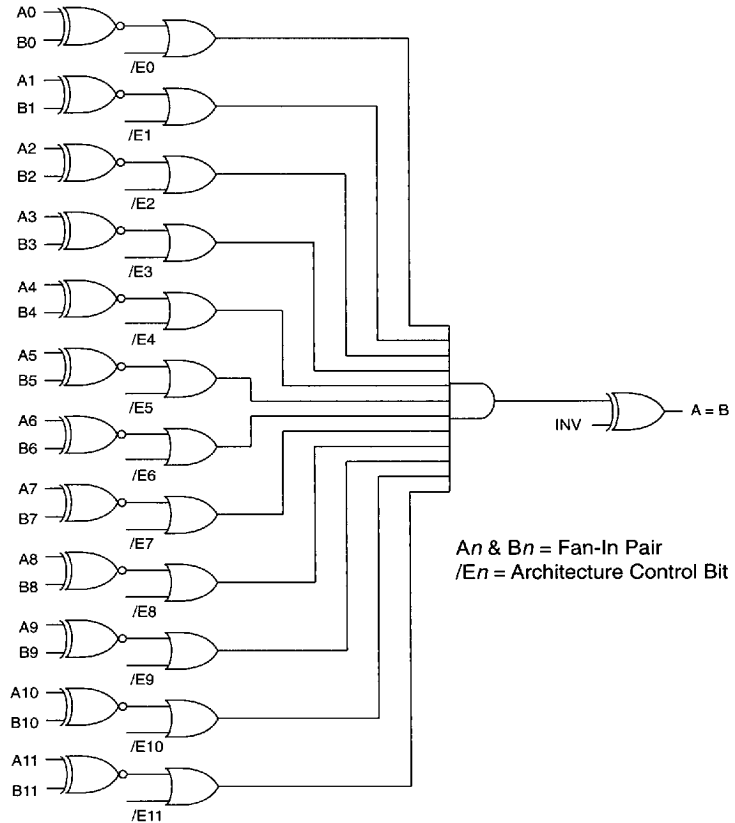 A0
B0
/E0
A1
B1
/E1
A2
B2
/E2
A3
B3
/E3
A4
B4
/E4
A5
B5
/E5
A6
B6
/E6
A7
B7
/E7
A8
B8
/E8
A9
B9
/E9
A10
B10
/E10
A11
B11
/E11
INV
A = B
An & Bn = Fan-In Pair
/En = Architecture Control Bit